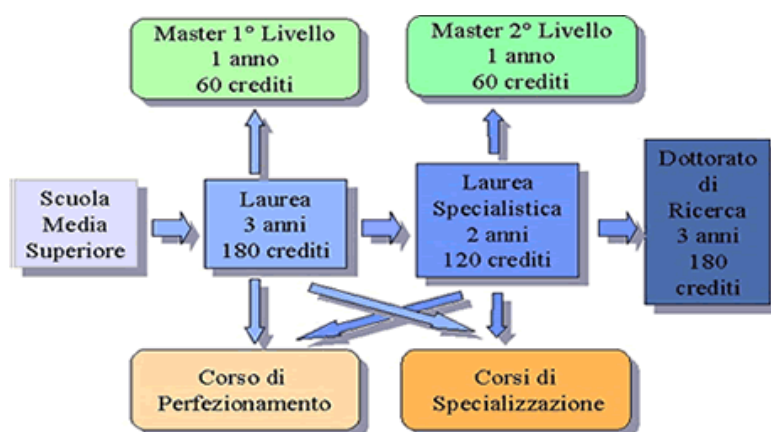 Master 1° Livello
1 anno
60 crediti
Master 2° Livello
1 anno
60 crediti
Scuola
Media
Superiore
Laurea
3 anni
180 crediti
Laurea
Specialistica
2 anni
120 crediti
Dottorato
di
Ricerca
3 anni
180
crediti
Corso di
Perfezionamento
Corsi di
Specializzazione